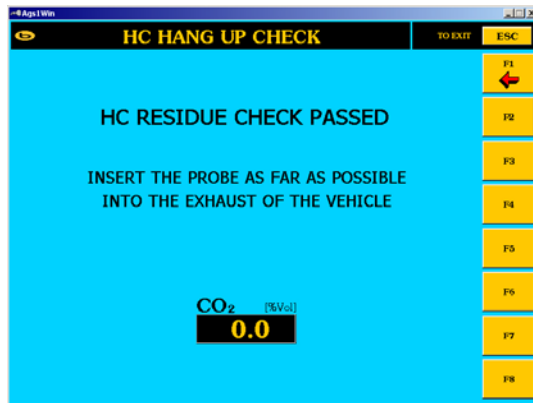 Ags1Win
HC HANG UP CHECK
TO EXIT
ESC
F1
HC RESIDUE CHECK PASSED
F2
F3
INSERT THE PROBE AS FAR AS POSSIBLE
INTO THE EXHAUST OF THE VEHICLE
F4
F5
F6
CO₂ [%Vol]
0.0
F7
F8